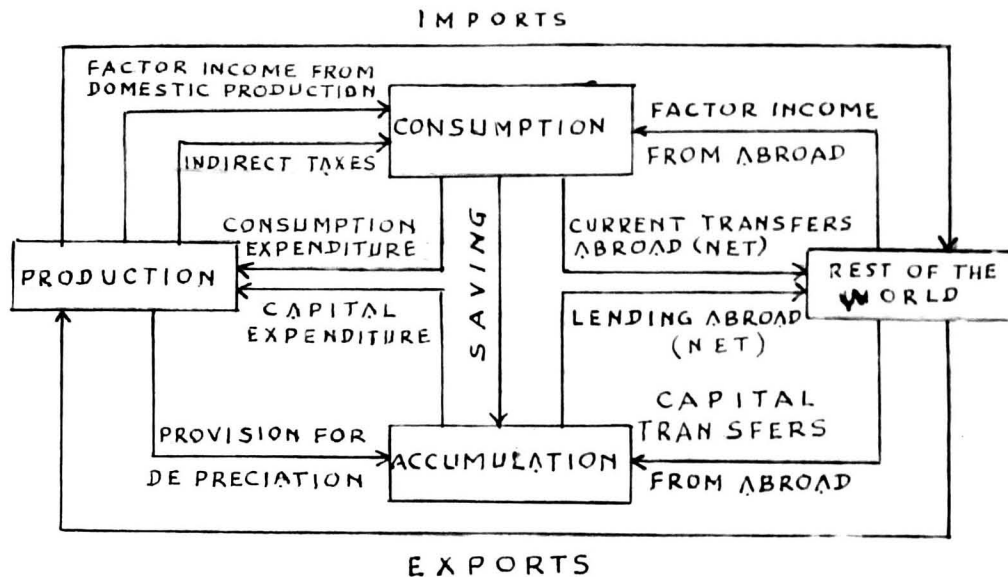 IMPORTS
FACTOR INCOME FROM
DOMESTIC PRODUCTION
CONSUMPTION
FACTOR INCOME
FROM ABROAD
INDIRECT TAXES
CONSUMPTION
EXPENDITURE
SAVING
CURRENT TRANSFERS
ABROAD (NET)
PRODUCTION
REST OF THE
WORLD
CAPITAL
EXPENDITURE
LENDING ABROAD
(NET)
CAPITAL
TRANSFERS
FROM ABROAD
PROVISION FOR
DEPRECIATION
ACCUMULATION
EXPORTS